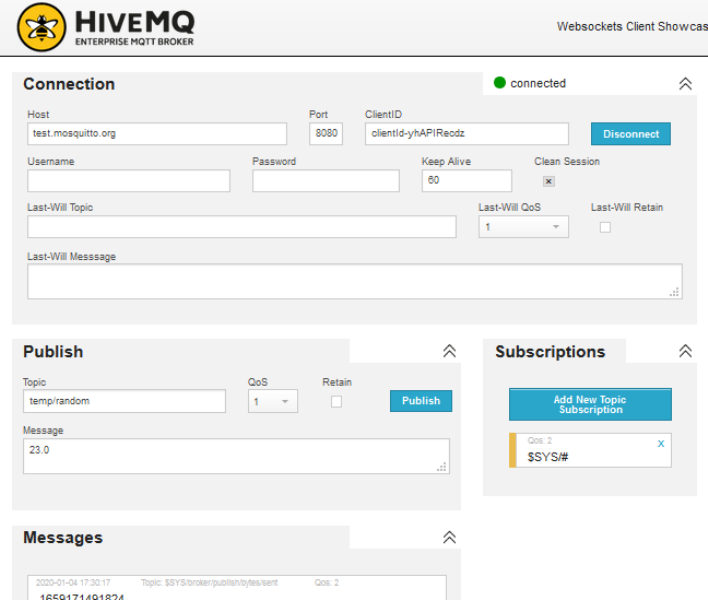 HIVEMQ
ENTERPRISE MQTT BROKER
Websockets Client Showcas
Connection
connected
Host
Port
ClientID
test.mosquitto.org
8080
clientId-yhAPIRecdz
Disconnect
Username
Password
Keep Alive
Clean Session
60
Last-Will Topic
Last-Will QoS
Last-Will Retain
1
Last-Will Messsage
Publish
Topic
QoS
Retain
temp/random
1
Publish
Message
23.0
Subscriptions
Add New Topic
Subscription
Qos: 2
x
$SYS/#
Messages
2020-01-04 17:30:17 Topic: $SYS/broker/publish/bytes/sent Qos: 2
1659171491824